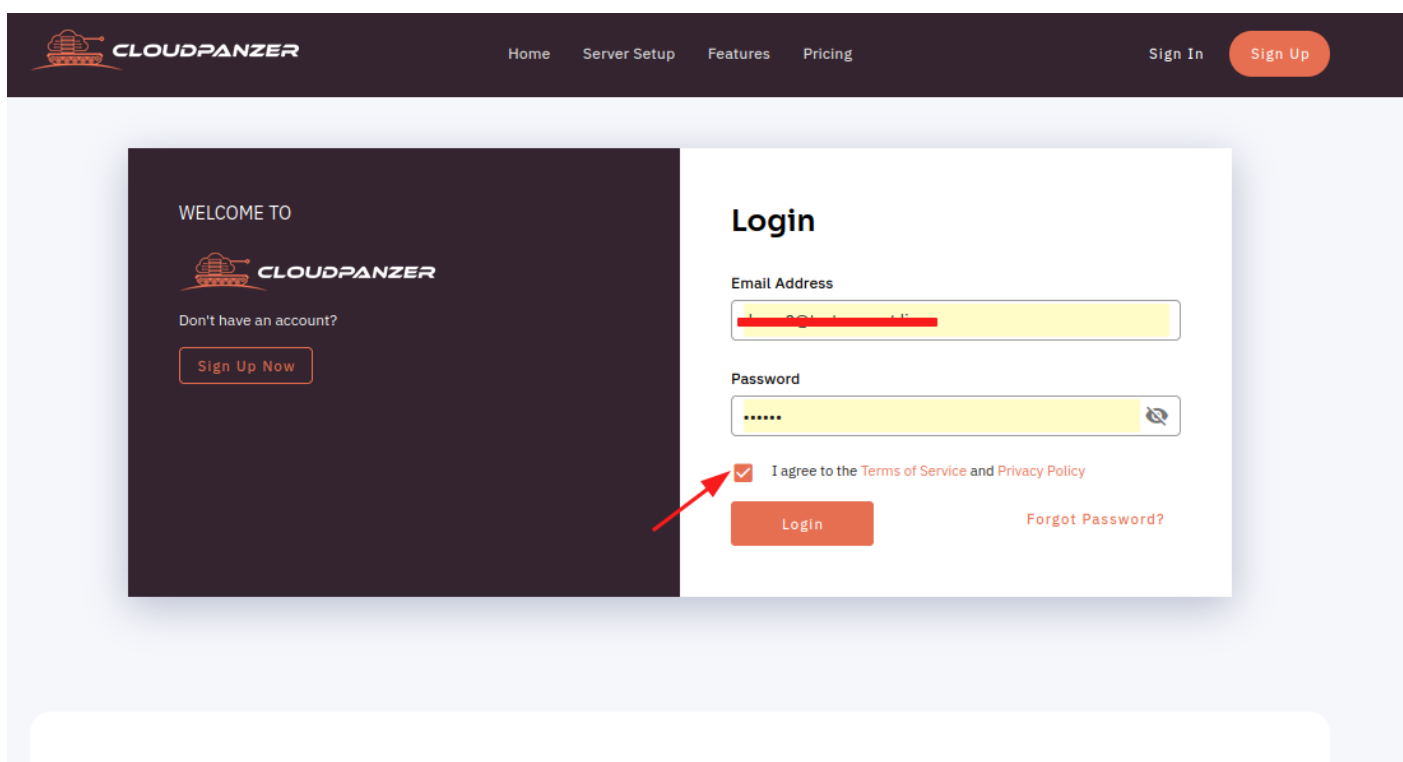 CLOUDPANZER
Home Server Setup Features Pricing Sign In Sign Up
WELCOME TO
CLOUDPANZER
Don't have an account?
Sign Up Now
Login
Email Address
Password
••••••
I agree to the Terms of Service and Privacy Policy
Login
Forgot Password?